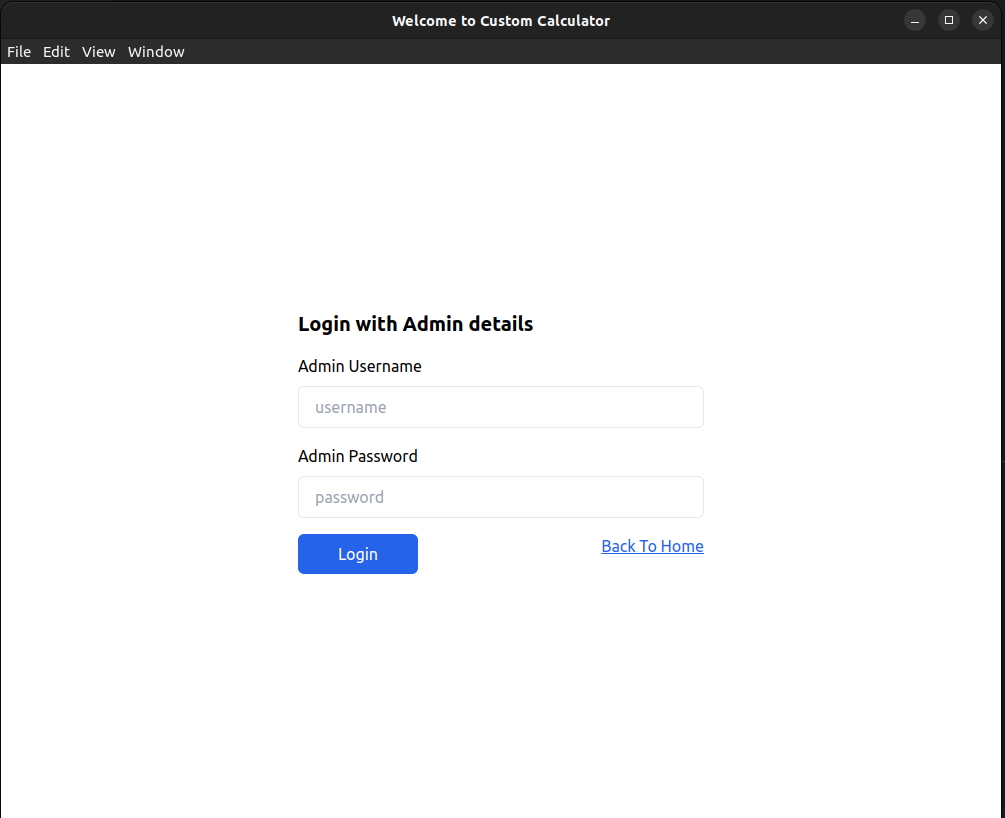 Welcome to Custom Calculator
File Edit View Window
Login with Admin details
Admin Username
username
Admin Password
password
Login
Back To Home